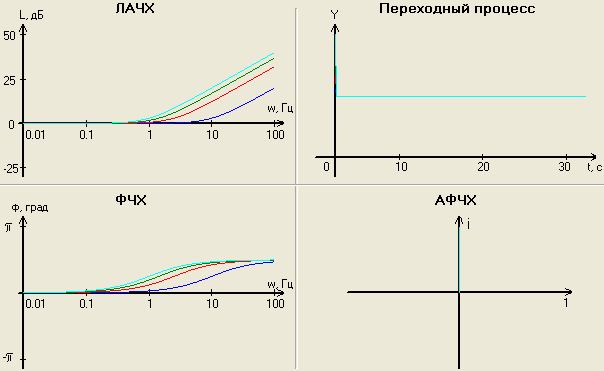 ЛАЧХ
L, дБ
50
25
0
-25
0.01 0.1 1 10 100
w, Гц
Переходный процесс
Y
0 10 20 30 t, с
ФЧХ
Ф, град
π
-π
0.01 0.1 1 10 100
w, Гц
АФЧХ
i
1